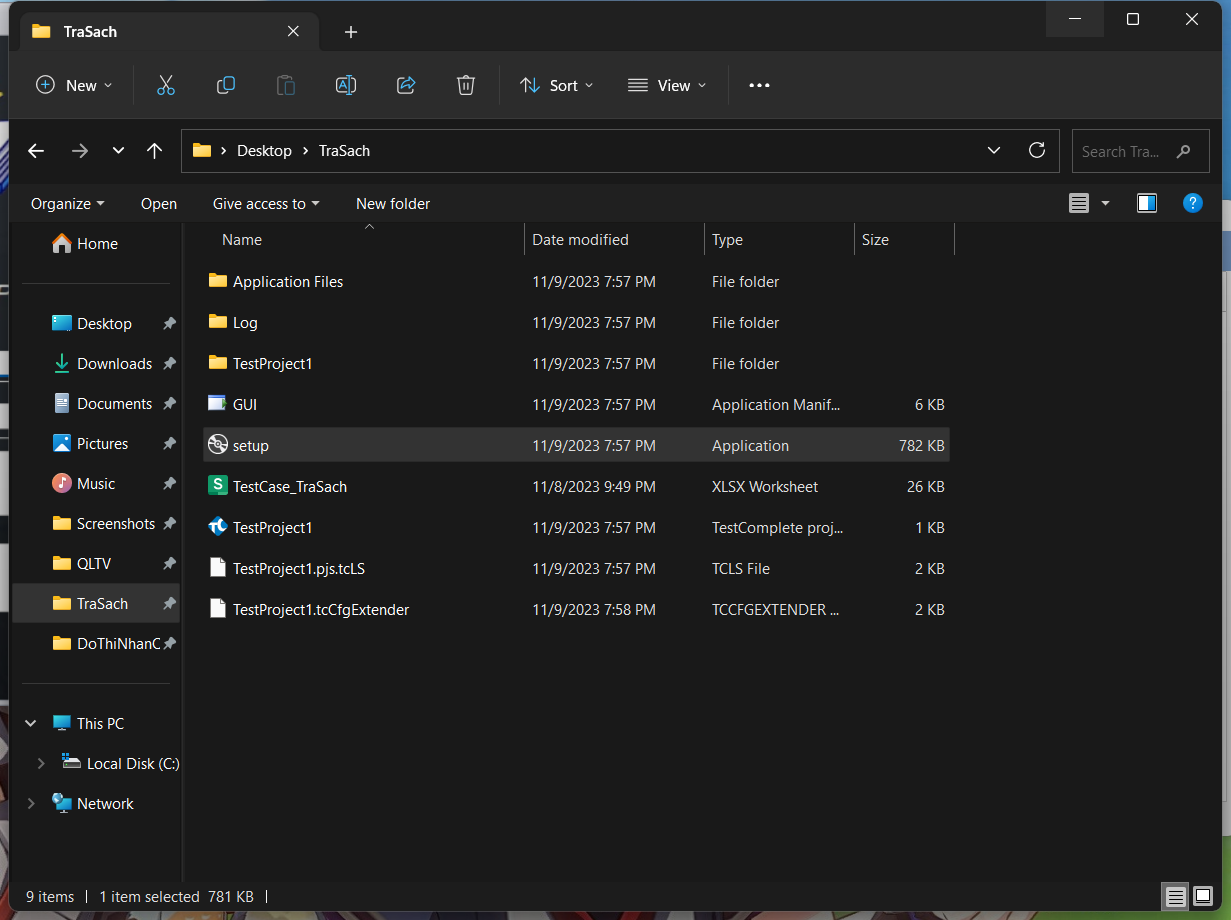 TraSach
New
Sort
View
Desktop
TraSach
Search Tra...
Organize
Open
Give access to
New folder
Home
Desktop
Downloads
Documents
Pictures
Music
Screenshots
QLTV
TraSach
DoThiNhanC
This PC
Local Disk (C:)
Network
Name Date modified Type Size
Application Files 11/9/2023 7:57 PM File folder
Log 11/9/2023 7:57 PM File folder
TestProject1 11/9/2023 7:57 PM File folder
GUI 11/9/2023 7:57 PM Application Manif... 6 KB
setup 11/9/2023 7:57 PM Application 782 KB
TestCase_TraSach 11/8/2023 9:49 PM XLSX Worksheet 26 KB
TestProject1 11/9/2023 7:57 PM TestComplete proj... 1 KB
TestProject1.pjs.tcLS 11/9/2023 7:57 PM TCLS File 2 KB
TestProject1.tcCfgExtender 11/9/2023 7:58 PM TCCFGEXTENDER ... 2 KB
9 items 1 item selected 781 KB